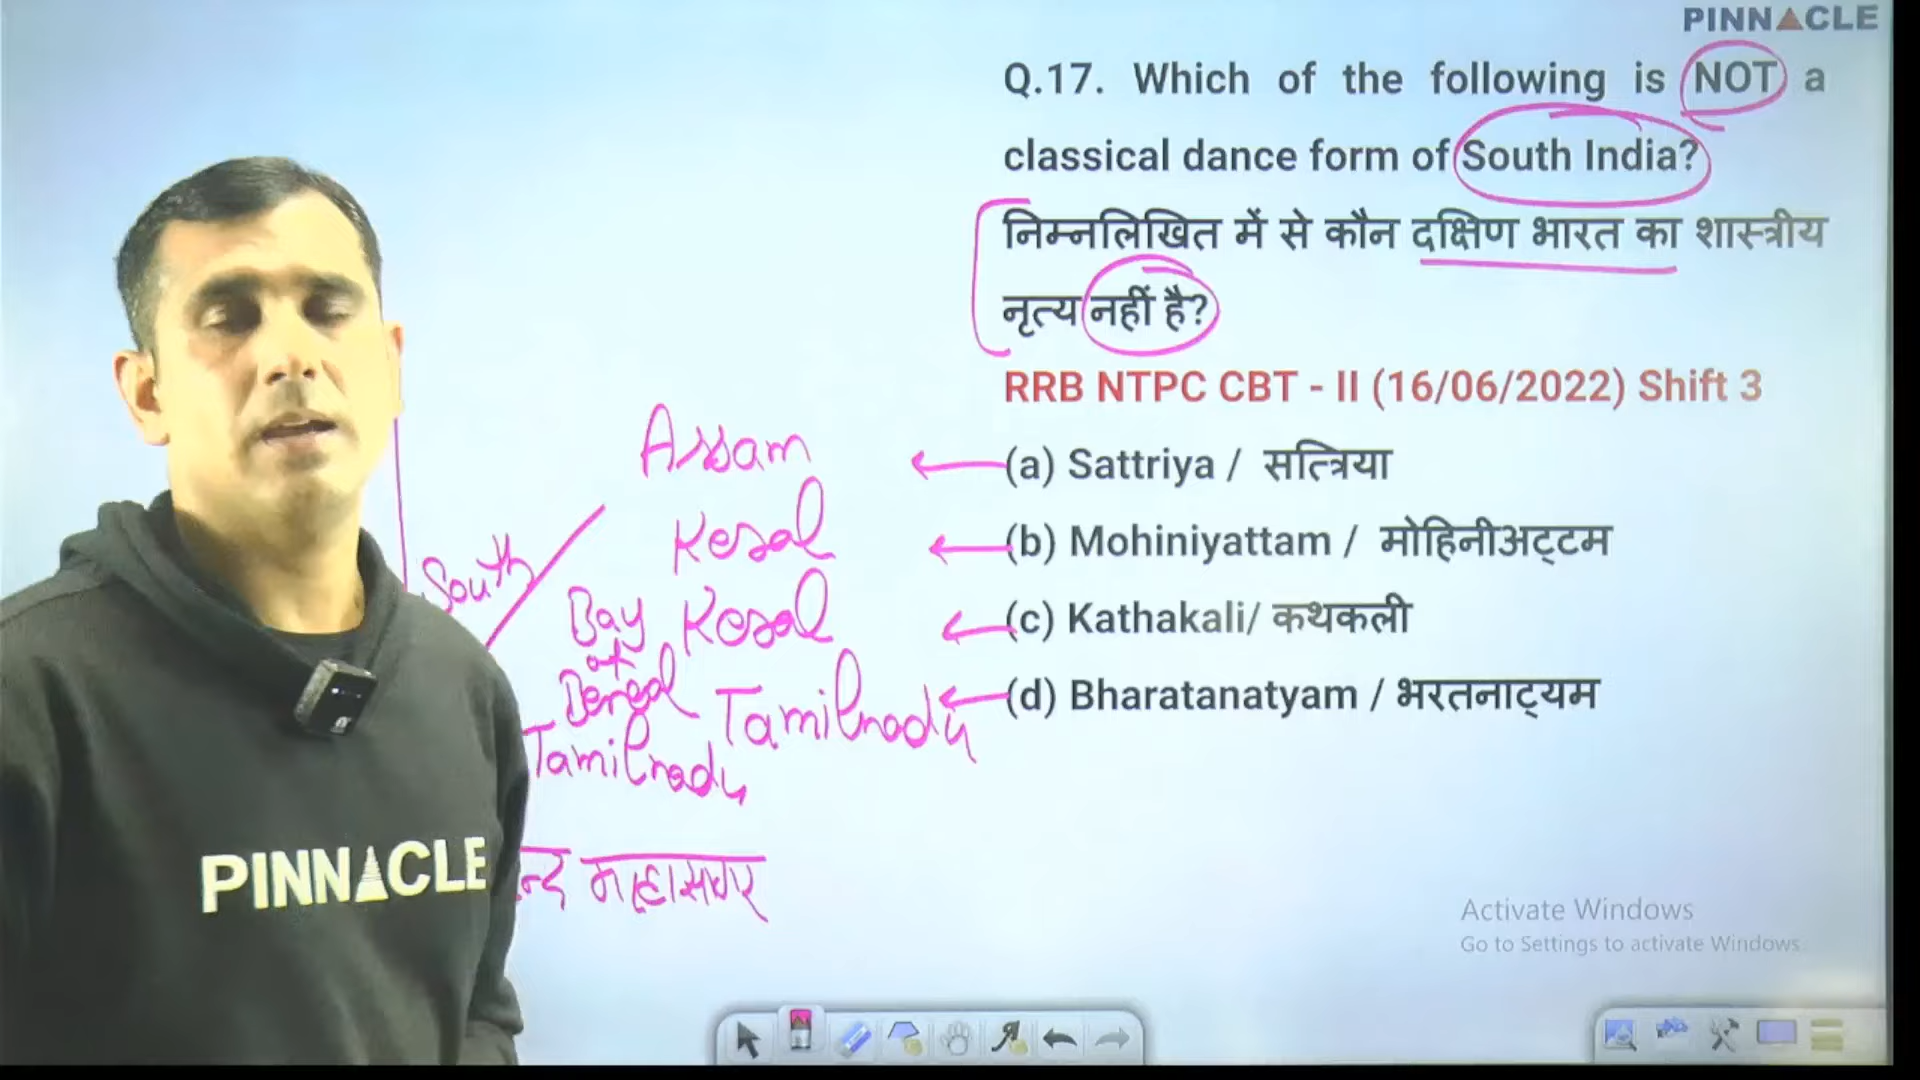 PINNACLE
Q.17. Which of the following is NOT a
classical dance form of South India?
निम्नलिखित में से कौन दक्षिण भारत का शास्त्रीय
नृत्य नहीं है?
RRB NTPC CBT - II (16/06/2022) Shift 3
Assam
(a) Sattriya / सत्त्रिया
Keral
(b) Mohiniyattam / मोहिनीअट्टम
South
Bay
of
Bengal
Keral
(c) Kathakali/ कथकली
Tamilnadu
(d) Bharatanatyam / भरतनाट्यम
Tamilnadu
PINNACLE
न्द महासागर
Activate Windows
Go to Settings to activate Windows.